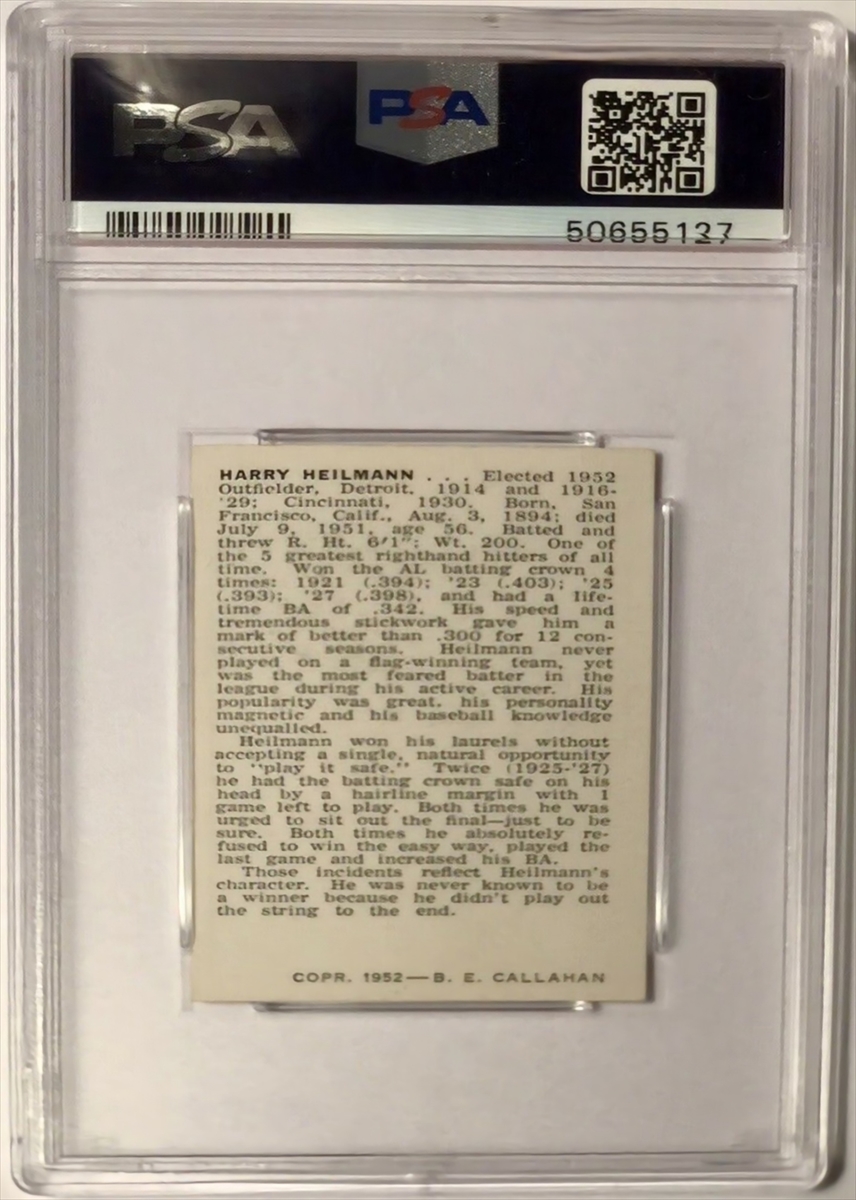 PSA
PSA
50655127
HARRY HEILMANN . . . Elected 1952
Outfielder, Detroit, 1914 and 1916-
'29; Cincinnati, 1930. Born, San
Francisco, Calif., Aug. 3, 1894; died
July 9, 1951, age 56. Batted and
threw R. Ht. 6'1"; Wt. 200. One of
the 5 greatest righthand hitters of all
time. Won the AL batting crown 4
times: 1921 (.394); '23 (.403); '25
(.393); '27 (.398), and had a life-
time BA of .342. His speed and
tremendous stickwork gave him a
mark of better than .300 for 12 con-
secutive seasons. Heilmann never
played on a flag-winning team, yet
was the most feared batter in the
league during his active career. His
popularity was great, his personality
magnetic and his baseball knowledge
unequalled.
Heilmann won his laurels without
accepting a single, natural opportunity
to "play it safe." Twice (1925-'27)
he had the batting crown safe on his
head by a hairline margin with 1
game left to play. Both times he was
urged to sit out the final—just to be
sure. Both times he absolutely re-
fused to win the easy way, played the
last game and increased his BA.
Those incidents reflect Heilmann's
character. He was never known to be
a winner because he didn't play out
the string to the end.
COPR. 1952—B. E. CALLAHAN